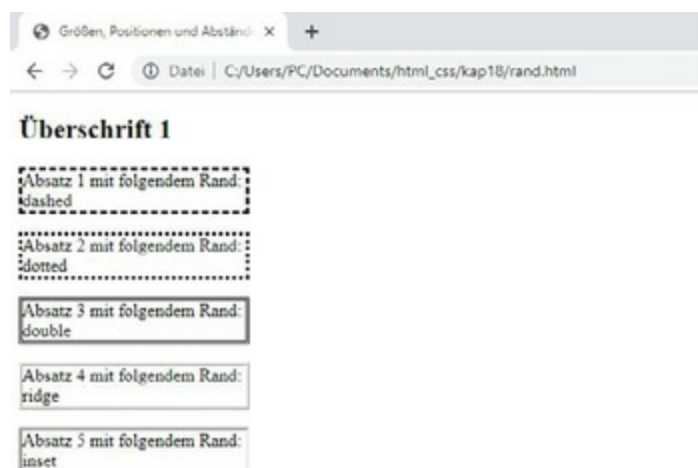 Größen, Positionen und Abständ
Datei | C:/Users/PC/Documents/html_css/kap18/rand.html
Überschrift 1
Absatz 1 mit folgendem Rand:
dashed
Absatz 2 mit folgendem Rand:
dotted
Absatz 3 mit folgendem Rand:
double
Absatz 4 mit folgendem Rand:
ridge
Absatz 5 mit folgendem Rand:
inset